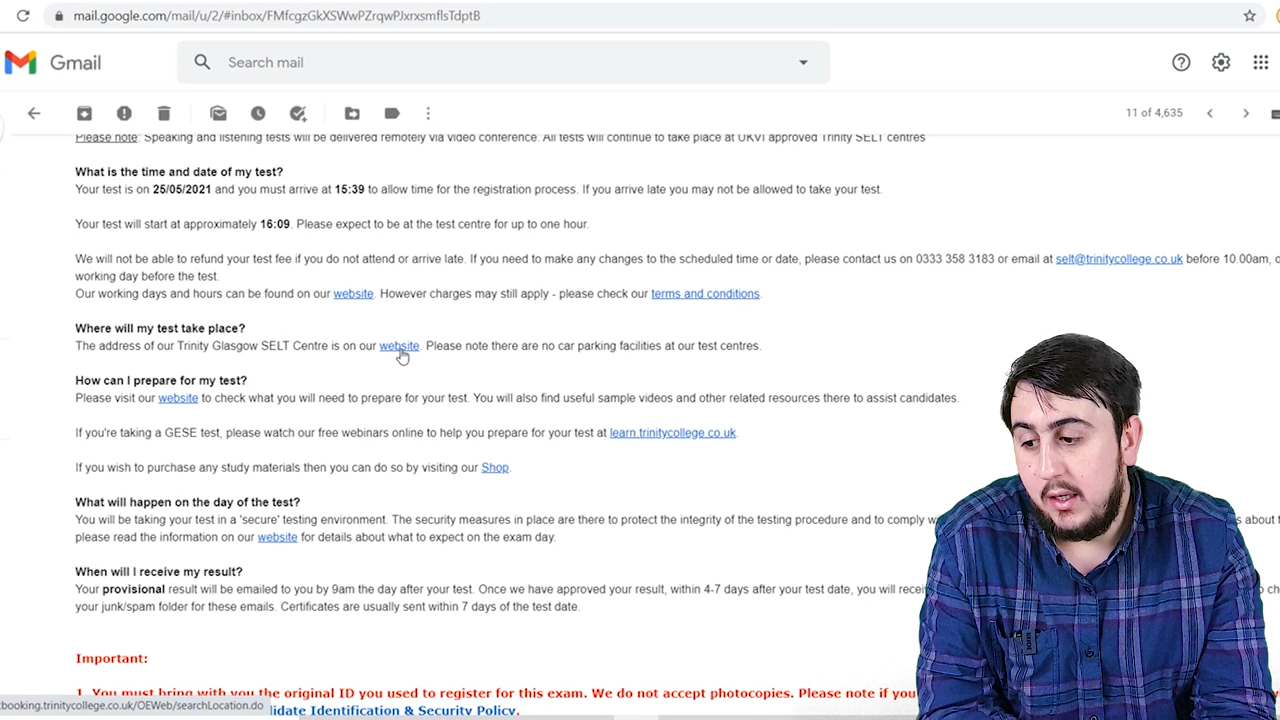 mail.google.com/mail/u/2/#inbox/FMfcgzGkXSWwPZrqwPJxrxsmflsTdptB
Gmail
Search mail
11 of 4,635
Please note: Speaking and listening tests will be delivered remotely via video conference. All tests will continue to take place at UKVI approved Trinity SELT centres
What is the time and date of my test?
Your test is on 25/05/2021 and you must arrive at 15:39 to allow time for the registration process. If you arrive late you may not be allowed to take your test.
Your test will start at approximately 16:09. Please expect to be at the test centre for up to one hour.
We will not be able to refund your test fee if you do not attend or arrive late. If you need to make any changes to the scheduled time or date, please contact us on 0333 358 3183 or email at selt@trinitycollege.co.uk before 10.00am,
working day before the test.
Our working days and hours can be found on our website. However charges may still apply - please check our terms and conditions.
Where will my test take place?
The address of our Trinity Glasgow SELT Centre is on our website. Please note there are no car parking facilities at our test centres.
How can I prepare for my test?
Please visit our website to check what you will need to prepare for your test. You will also find useful sample videos and other related resources there to assist candidates.
If you're taking a GESE test, please watch our free webinars online to help you prepare for your test at learn.trinitycollege.co.uk.
If you wish to purchase any study materials then you can do so by visiting our Shop.
What will happen on the day of the test?
You will be taking your test in a 'secure' testing environment. The security measures in place are there to protect the integrity of the testing procedure and to comply
please read the information on our website for details about what to expect on the exam day.
When will I receive my result?
Your provisional result will be emailed to you by 9am the day after your test. Once we have approved your result, within 4-7 days after your test date, you will
your junk/spam folder for these emails. Certificates are usually sent within 7 days of the test date.
Important:
1. You must bring with you the original ID you used to register for this exam. We do not accept photocopies. Please note if
booking.trinitycollege.co.uk/OEWeb/searchLocation.do
Identification & Security Policy.